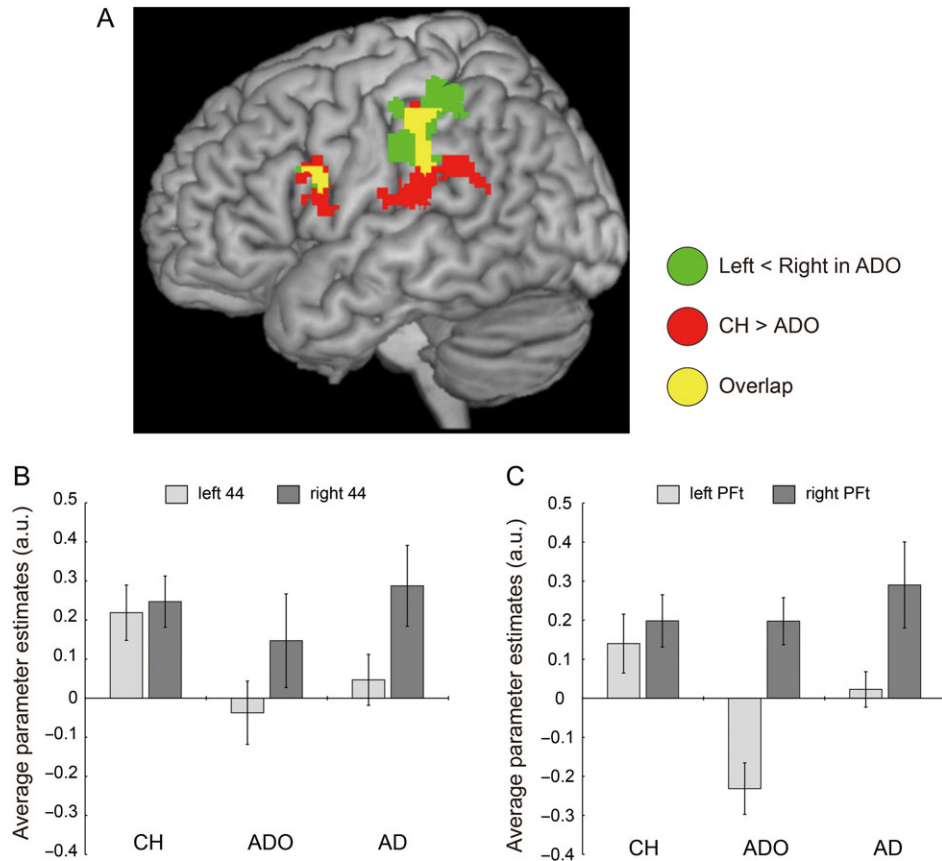 A
Left < Right in ADO
CH > ADO
Overlap
B
left 44 right 44
Average parameter estimates (a.u.)
0.5
0.4
0.3
0.2
0.1
0
–0.1
–0.2
–0.3
–0.4
CH ADO AD
C
left PFt right PFt
Average parameter estimates (a.u.)
0.5
0.4
0.3
0.2
0.1
0
–0.1
–0.2
–0.3
–0.4
CH ADO AD